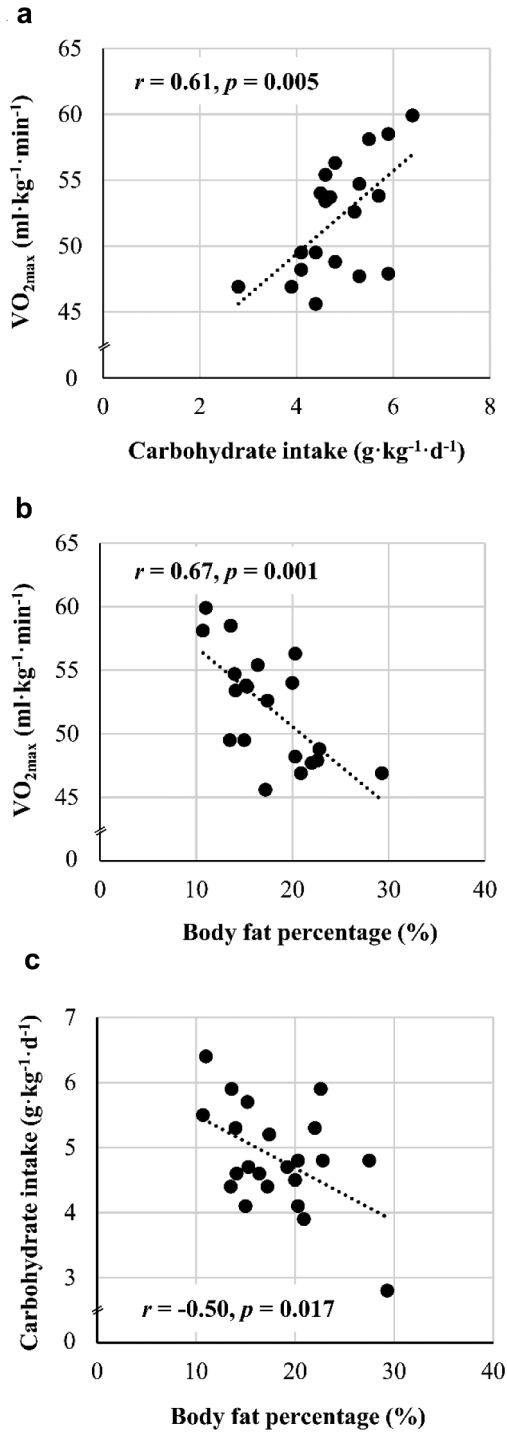 a
65
r = 0.61, p = 0.005
60
55
50
45
0
VO2max (ml·kg-1·min-1)
0 2 4 6 8
Carbohydrate intake (g·kg-1·d-1)
b
65
r = 0.67, p = 0.001
60
55
50
45
0
VO2max (ml·kg-1·min-1)
0 10 20 30 40
Body fat percentage (%)
c
7
6
5
4
3
r = -0.50, p = 0.017
0
Carbohydrate intake (g·kg-1·d-1)
0 10 20 30 40
Body fat percentage (%)